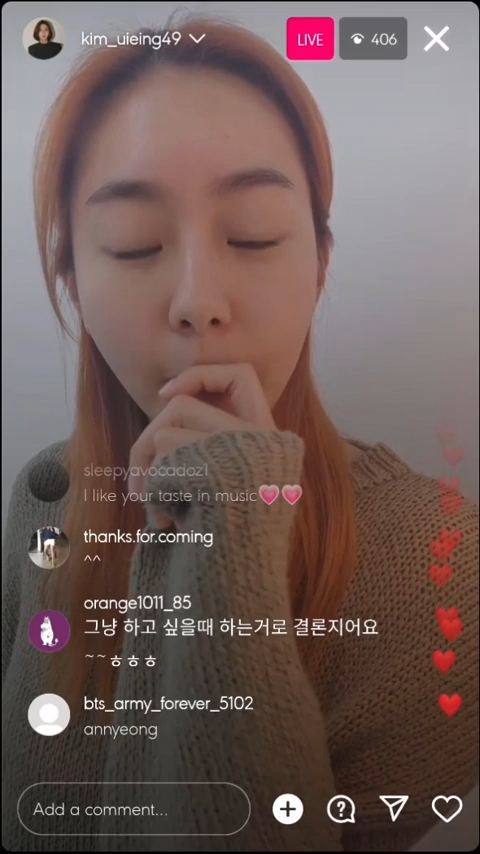 kim_uieing49
LIVE
406
sleepyavocadoz1
I like your taste in music💗💗
thanks.for.coming
^^
orange1011_85
그냥 하고 싶을때 하는거로 결론지어요
~~ㅎㅎㅎ
bts_army_forever_5102
annyeong
Add a comment...